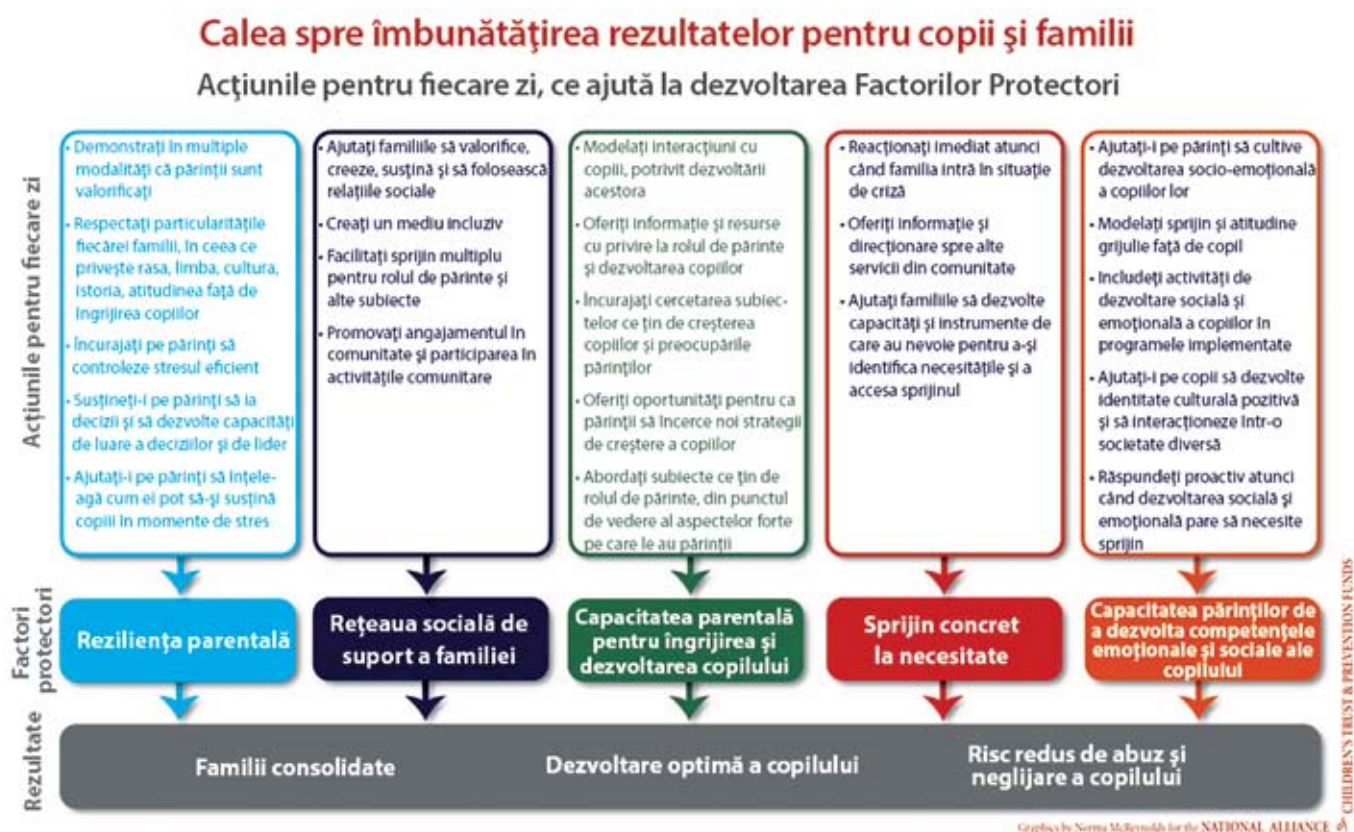 Calea spre îmbunătăţirea rezultatelor pentru copii şi familii
Acţiunile pentru fiecare zi, ce ajută la dezvoltarea Factorilor Protectori
Acţiunile pentru fiecare zi
• Demonstraţi în multiple
modalităţi că părinţii sunt
valorificaţi
• Respectaţi particularităţile
fiecărei familii, în ceea ce
priveşte rasa, limba, cultura,
istoria, atitudinea faţă de
îngrijirea copiilor
• Încurajaţi pe părinţi să
controleze stresul eficient
• Susţineţi-i pe părinţi să ia
decizii şi să dezvolte capacităţi
de luare a deciziilor şi de lider
• Ajutaţi-i pe părinţi să înţele-
agă cum ei pot să-şi susţină
copiii în momente de stres
• Ajutaţi familiile să valorifice,
creeze, susţină şi să folosească
relaţiile sociale
• Creaţi un mediu incluziv
• Facilitaţi sprijin multiplu
pentru rolul de părinte şi
alte subiecte
• Promovaţi angajamentul în
comunitate şi participarea în
activităţile comunitare
• Modelaţi interacţiuni cu
copiii, potrivit dezvoltării
acestora
• Oferiţi informaţie şi resurse
cu privire la rolul de părinte
şi dezvoltarea copiilor
• Încurajaţi cercetarea subiec-
telor ce ţin de creşterea
copiilor şi preocupările
părinţilor
• Oferiţi oportunităţi pentru ca
părinţii să încerce noi strategii
de creştere a copiilor
• Abordaţi subiecte ce ţin de
rolul de părinte, din punctul
de vedere al aspectelor forte
pe care le au părinţii
• Reacţionaţi imediat atunci
când familia intră în situaţie
de criză
• Oferiţi informaţie şi
direcţionare spre alte
servicii din comunitate
• Ajutaţi familiile să dezvolte
capacităţi şi instrumente de
care au nevoie pentru a-şi
identifica necesităţile şi a
accesa sprijinul
• Ajutaţi-i pe părinţi să cultive
dezvoltarea socio-emoţională
a copiilor lor
• Modelaţi sprijin şi atitudine
grijulie faţă de copil
• Includeţi activităţi de
dezvoltare socială şi
emoţională a copiilor în
programele implementate
• Ajutaţi-i pe copii să dezvolte
identitate culturală pozitivă
şi să interacţioneze într-o
societate diversă
• Răspundeţi proactiv atunci
când dezvoltarea socială şi
emoţională pare să necesite
sprijin
Factori
protectori
Rezilienţa parentală
Reţeaua socială de
suport a familiei
Capacitatea parentală
pentru îngrijirea şi
dezvoltarea copilului
Sprijin concret
la necesitate
Capacitatea părinţilor de
a dezvolta competenţele
emoţionale şi sociale ale
copilului
Rezultate
Familii consolidate
Dezvoltare optimă a copilului
Risc redus de abuz şi
neglijare a copilului
Graphics by Norma McReynolds for the NATIONAL ALLIANCE of
CHILDREN'S TRUST & PREVENTION FUNDS